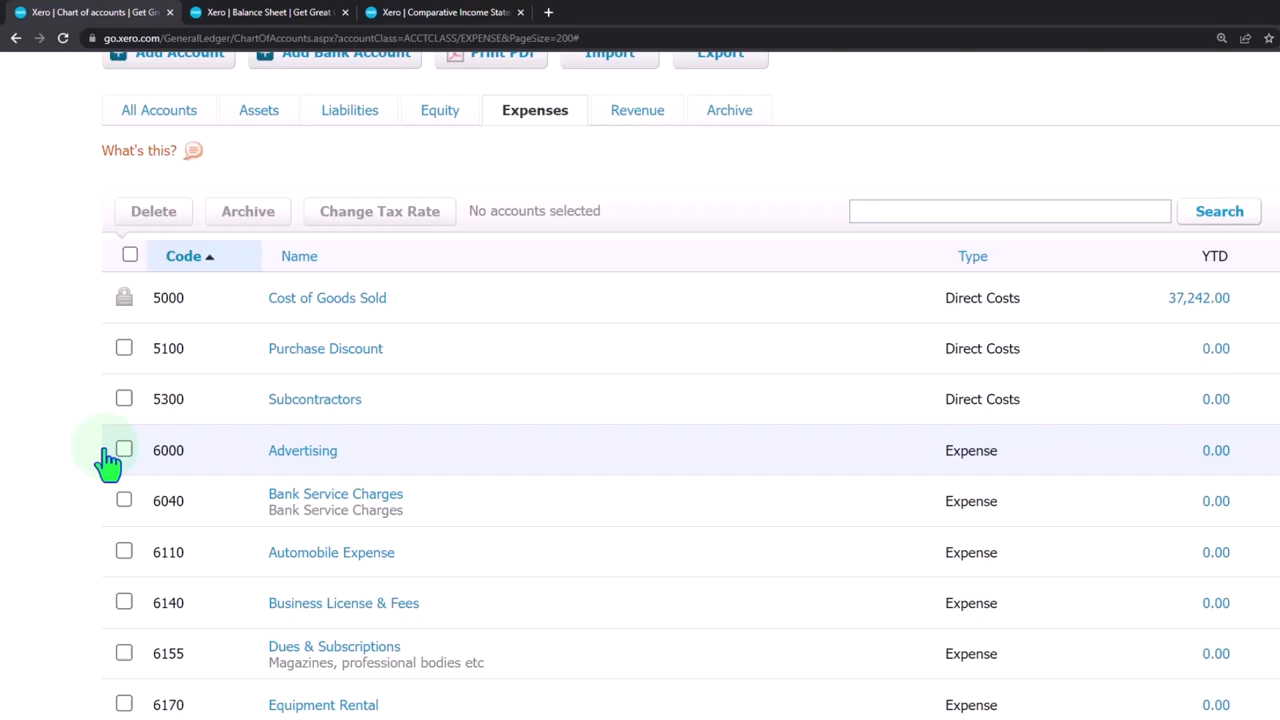 Xero | Chart of accounts | Get Gre
Xero | Balance Sheet | Get Great
Xero | Comparative Income State
go.xero.com/GeneralLedger/ChartOfAccounts.aspx?accountClass=ACCTCLASS/EXPENSE&PageSize=200#
Add Account Add Bank Account Print PDF Import Export
All Accounts Assets Liabilities Equity Expenses Revenue Archive
What's this?
Delete Archive Change Tax Rate No accounts selected Search
Code Name Type YTD
5000 Cost of Goods Sold Direct Costs 37,242.00
5100 Purchase Discount Direct Costs 0.00
5300 Subcontractors Direct Costs 0.00
6000 Advertising Expense 0.00
6040 Bank Service Charges Expense 0.00
Bank Service Charges
6110 Automobile Expense Expense 0.00
6140 Business License & Fees Expense 0.00
6155 Dues & Subscriptions Expense 0.00
Magazines, professional bodies etc
6170 Equipment Rental Expense 0.00